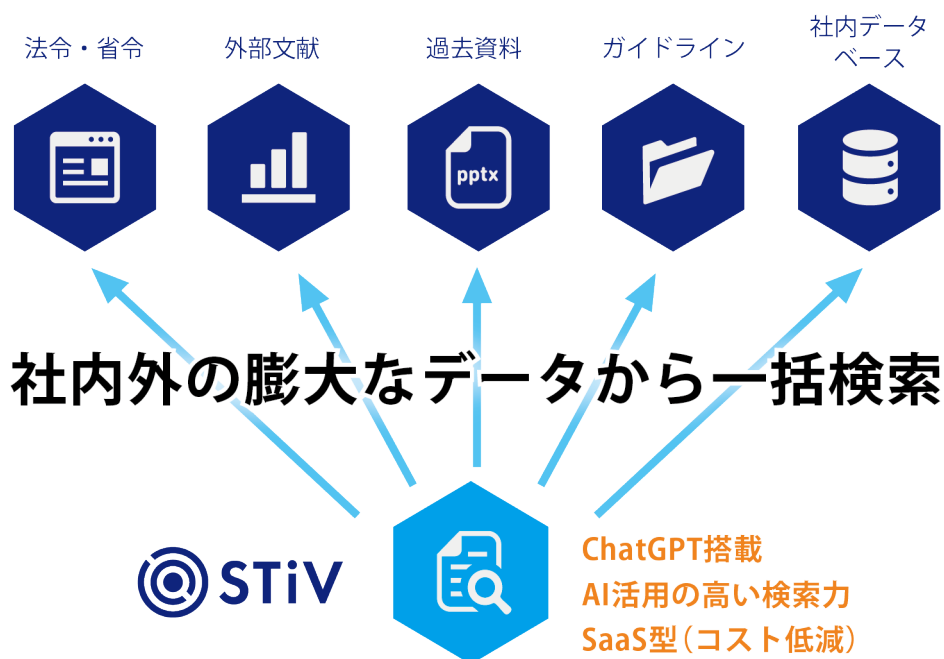 法令・省令
外部文献
過去資料
ガイドライン
社内データ
ベース
pptx
社内外の膨大なデータから一括検索
STiV
ChatGPT搭載
AI活用の高い検索力
SaaS型(コスト低減)